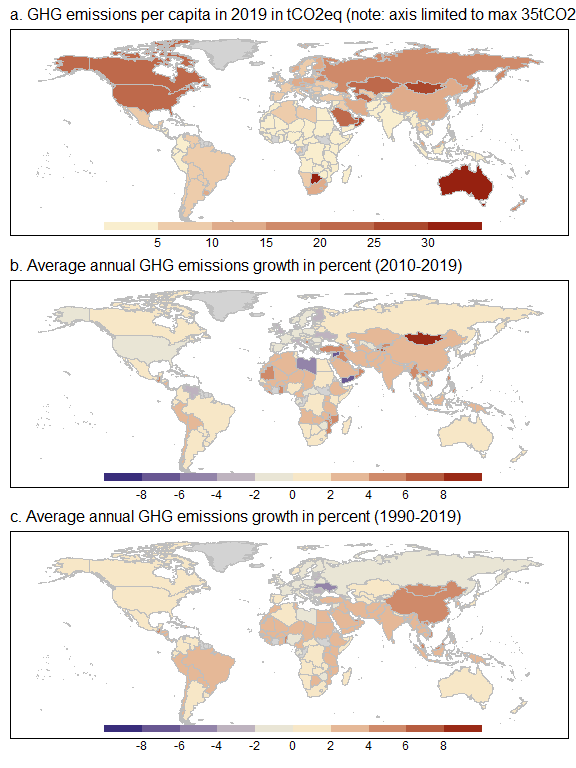 a. GHG emissions per capita in 2019 in tCO2eq (note: axis limited to max 35tCO2
5 10 15 20 25 30
b. Average annual GHG emissions growth in percent (2010-2019)
-8 -6 -4 -2 0 2 4 6 8
c. Average annual GHG emissions growth in percent (1990-2019)
-8 -6 -4 -2 0 2 4 6 8